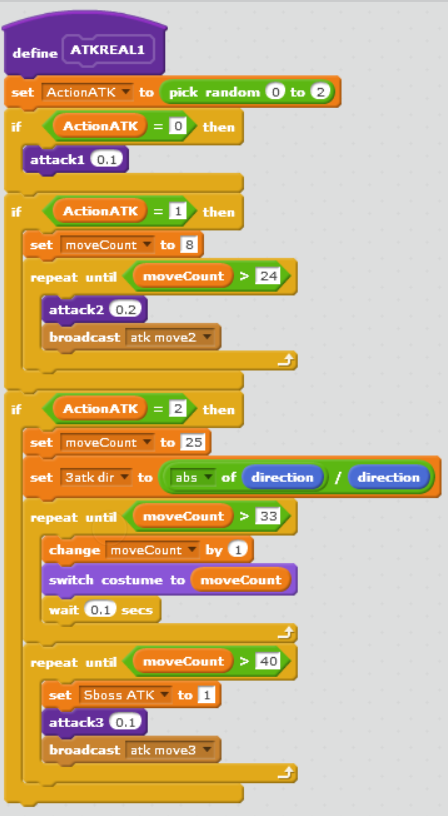 define ATKREAL1
set ActionATK to pick random 0 to 2
if ActionATK = 0 then
attack1 0.1
if ActionATK = 1 then
set moveCount to 8
repeat until moveCount > 24
attack2 0.2
broadcast atk move2
if ActionATK = 2 then
set moveCount to 25
set 3atk dir to abs of direction / direction
repeat until moveCount > 33
change moveCount by 1
switch costume to moveCount
wait 0.1 secs
repeat until moveCount > 40
set Sboss ATK to 1
attack3 0.1
broadcast atk move3